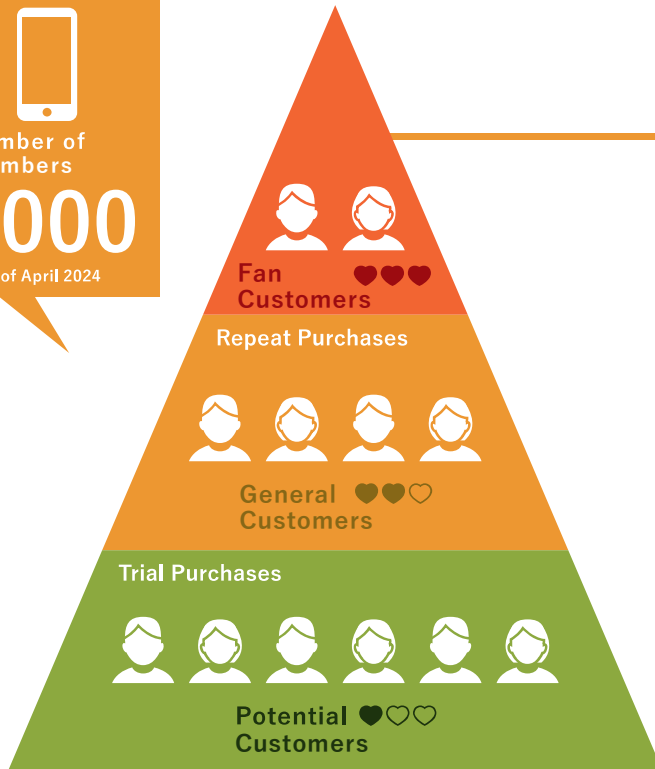 mber of
mbers
000
of April 2024
Fan
Customers
Repeat Purchases
General
Customers
Trial Purchases
Potential
Customers